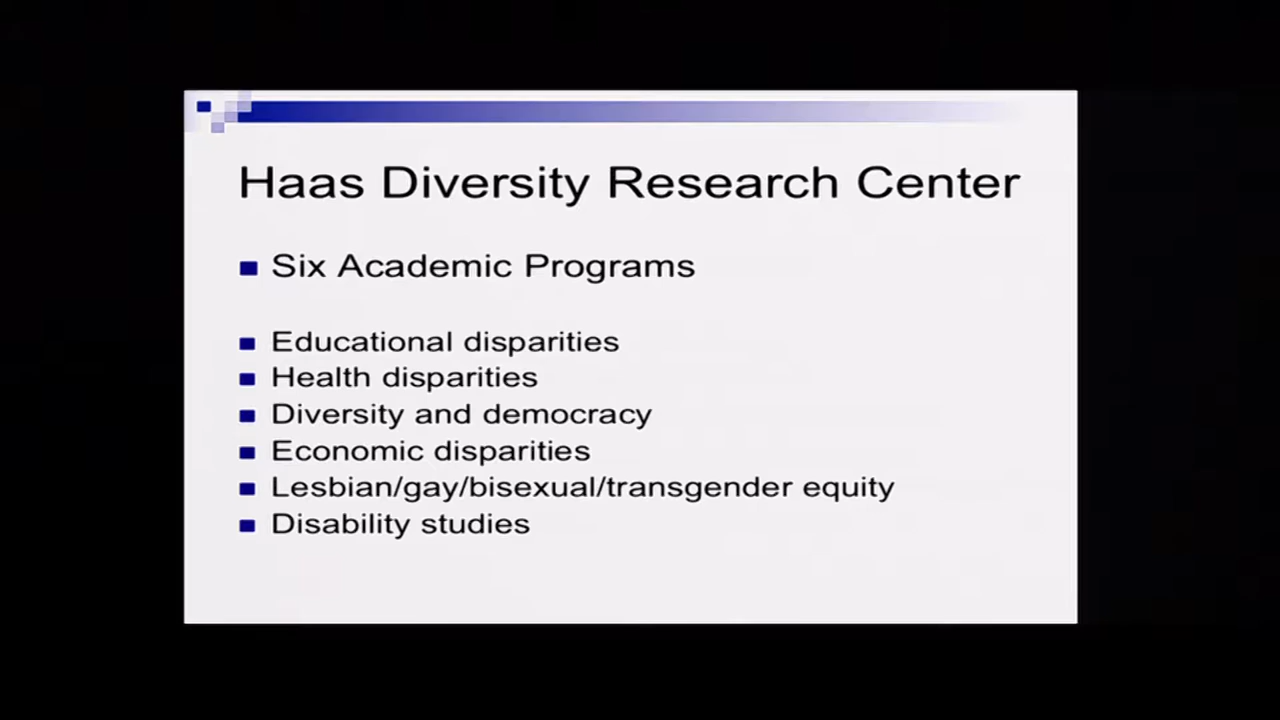 Haas Diversity Research Center
Six Academic Programs
Educational disparities
Health disparities
Diversity and democracy
Economic disparities
Lesbian/gay/bisexual/transgender equity
Disability studies